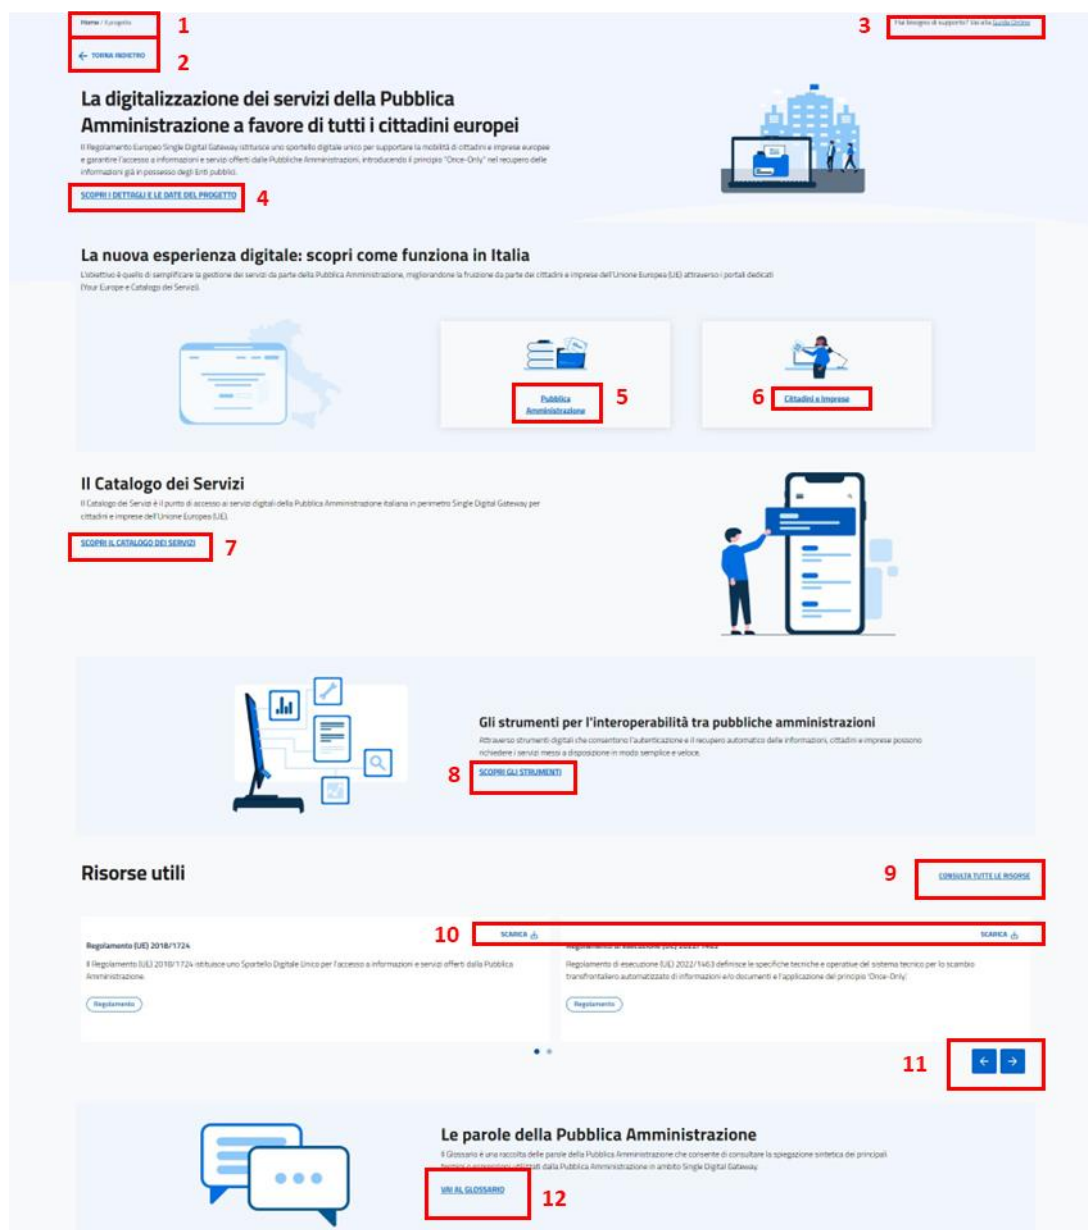 Home / Il progetto
1
3
Hai bisogno di supporto? Vai alla Guida Online
← TORNA INDIETRO
2
La digitalizzazione dei servizi della Pubblica
Amministrazione a favore di tutti i cittadini europei
Il Regolamento Europeo Single Digital Gateway istituisce uno sportello digitale unico per supportare la mobilità di cittadini e imprese europee
e garantire l'accesso a informazioni e servizi offerti dalle Pubbliche Amministrazioni, introducendo il principio "Once-Only" nel recupero delle
informazioni già in possesso degli Enti pubblici.
SCOPRI I DETTAGLI E LE DATE DEL PROGETTO
4
La nuova esperienza digitale: scopri come funziona in Italia
L'obiettivo è quello di semplificare la gestione dei servizi da parte della Pubblica Amministrazione, migliorandone la fruizione da parte dei cittadini e imprese dell'Unione Europea (UE) attraverso i portali dedicati
(Your Europe e Catalogo dei Servizi).
Pubblica
Amministrazione
5
6
Cittadini e Imprese
Il Catalogo dei Servizi
Il Catalogo dei Servizi è il punto di accesso ai servizi digitali della Pubblica Amministrazione italiana in perimetro Single Digital Gateway per
cittadini e imprese dell'Unione Europea (UE).
SCOPRI IL CATALOGO DEI SERVIZI
7
Gli strumenti per l'interoperabilità tra pubbliche amministrazioni
Attraverso strumenti digitali che consentono l'autenticazione e il recupero automatico delle informazioni, cittadini e imprese possono
richiedere i servizi messi a disposizione in modo semplice e veloce.
8
SCOPRI GLI STRUMENTI
Risorse utili
9
CONSULTA TUTTE LE RISORSE
10
SCARICA
SCARICA
Regolamento (UE) 2018/1724
Il Regolamento (UE) 2018/1724 istituisce uno Sportello Digitale Unico per l'accesso a informazioni e servizi offerti dalla Pubblica
Amministrazione.
Regolamento
Regolamento di esecuzione (UE) 2022/1463
Regolamento di esecuzione (UE) 2022/1463 definisce le specifiche tecniche e operative del sistema tecnico per lo scambio
transfrontaliero automatizzato di informazioni e/o documenti e l'applicazione del principio 'Once-Only'.
Regolamento
11
← →
Le parole della Pubblica Amministrazione
Il Glossario è una raccolta delle parole della Pubblica Amministrazione che consente di consultare la spiegazione sintetica dei principali
termini o espressioni utilizzati dalla Pubblica Amministrazione in ambito Single Digital Gateway.
VAI AL GLOSSARIO
12